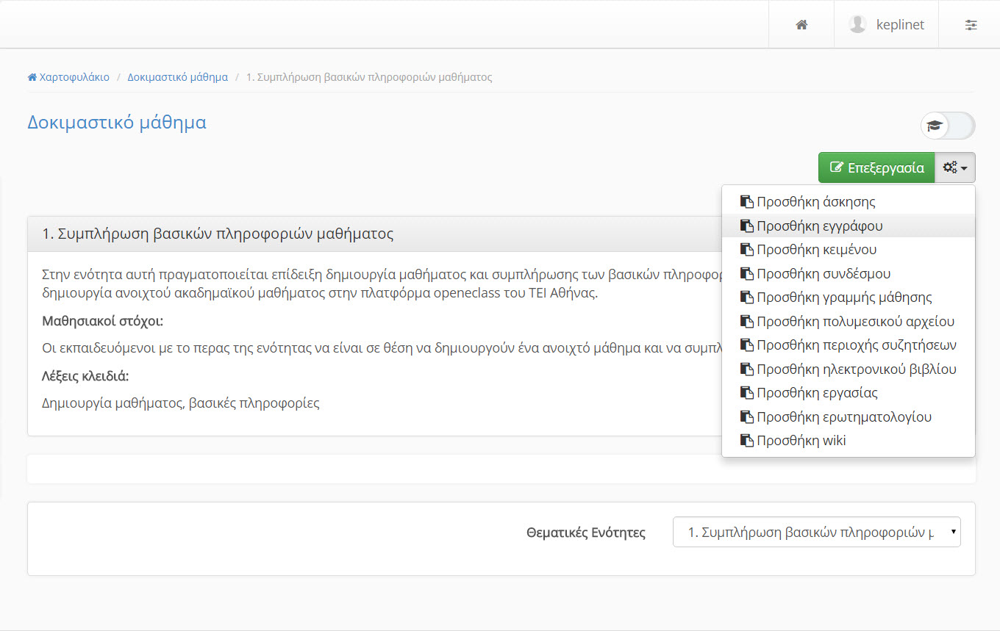 keplinet
Χαρτοφυλάκιο / Δοκιμαστικό μάθημα / 1. Συμπλήρωση βασικών πληροφοριών μαθήματος
Δοκιμαστικό μάθημα
Επεξεργασία
Προσθήκη άσκησης
Προσθήκη εγγράφου
Προσθήκη κειμένου
Προσθήκη συνδέσμου
Προσθήκη γραμμής μάθησης
Προσθήκη πολυμεσικού αρχείου
Προσθήκη περιοχής συζητήσεων
Προσθήκη ηλεκτρονικού βιβλίου
Προσθήκη εργασίας
Προσθήκη ερωτηματολογίου
Προσθήκη wiki
1. Συμπλήρωση βασικών πληροφοριών μαθήματος
Στην ενότητα αυτή πραγματοποιείται επίδειξη δημιουργία μαθήματος και συμπλήρωσης των βασικών
δημιουργία ανοιχτού ακαδημαϊκού μαθήματος στην πλατφόρμα openeclass του ΤΕΙ Αθήνας.
Μαθησιακοί στόχοι:
Οι εκπαιδευόμενοι με το περας της ενότητας να είναι σε θέση να δημιουργούν ένα ανοιχτό μάθημα και να
Λέξεις κλειδιά:
Δημιουργία μαθήματος, βασικές πληροφορίες
Θεματικές Ενότητες
1. Συμπλήρωση βασικών πληροφοριών μ